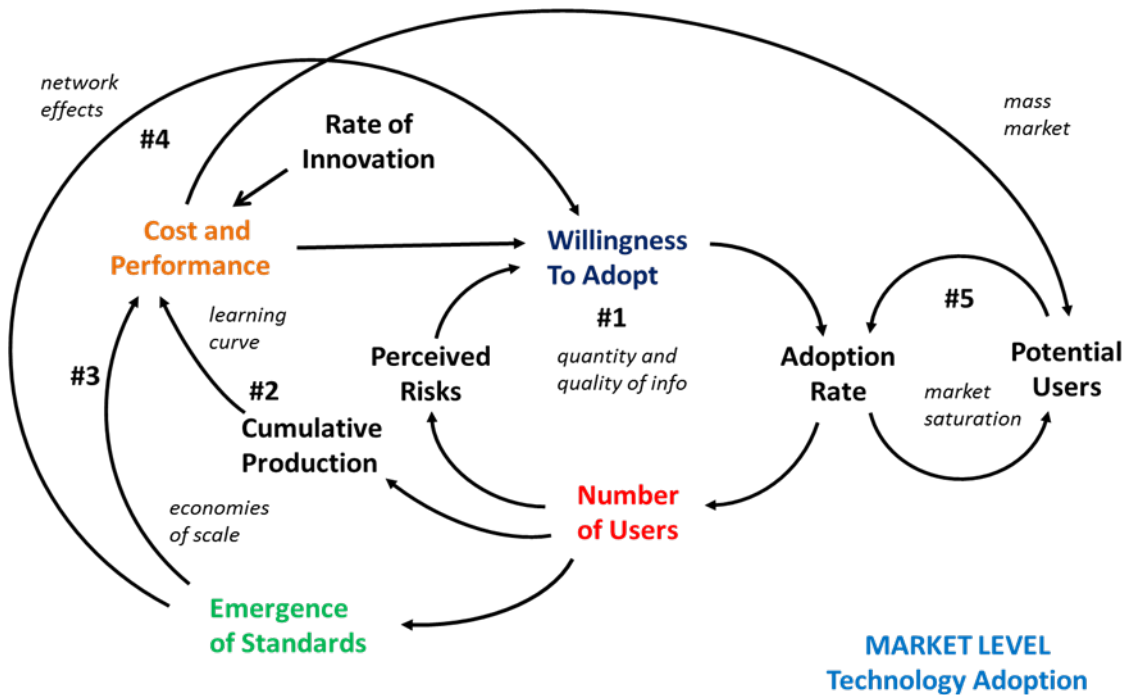 network
effects
#4
Rate of
Innovation
mass
market
Cost and
Performance
Willingness
To Adopt
#1
quantity and
quality of info
#5
learning
curve
#3
#2
Perceived
Risks
Adoption
Rate
Potential
Users
market
saturation
Cumulative
Production
economies
of scale
Number
of Users
Emergence
of Standards
MARKET LEVEL
Technology Adoption